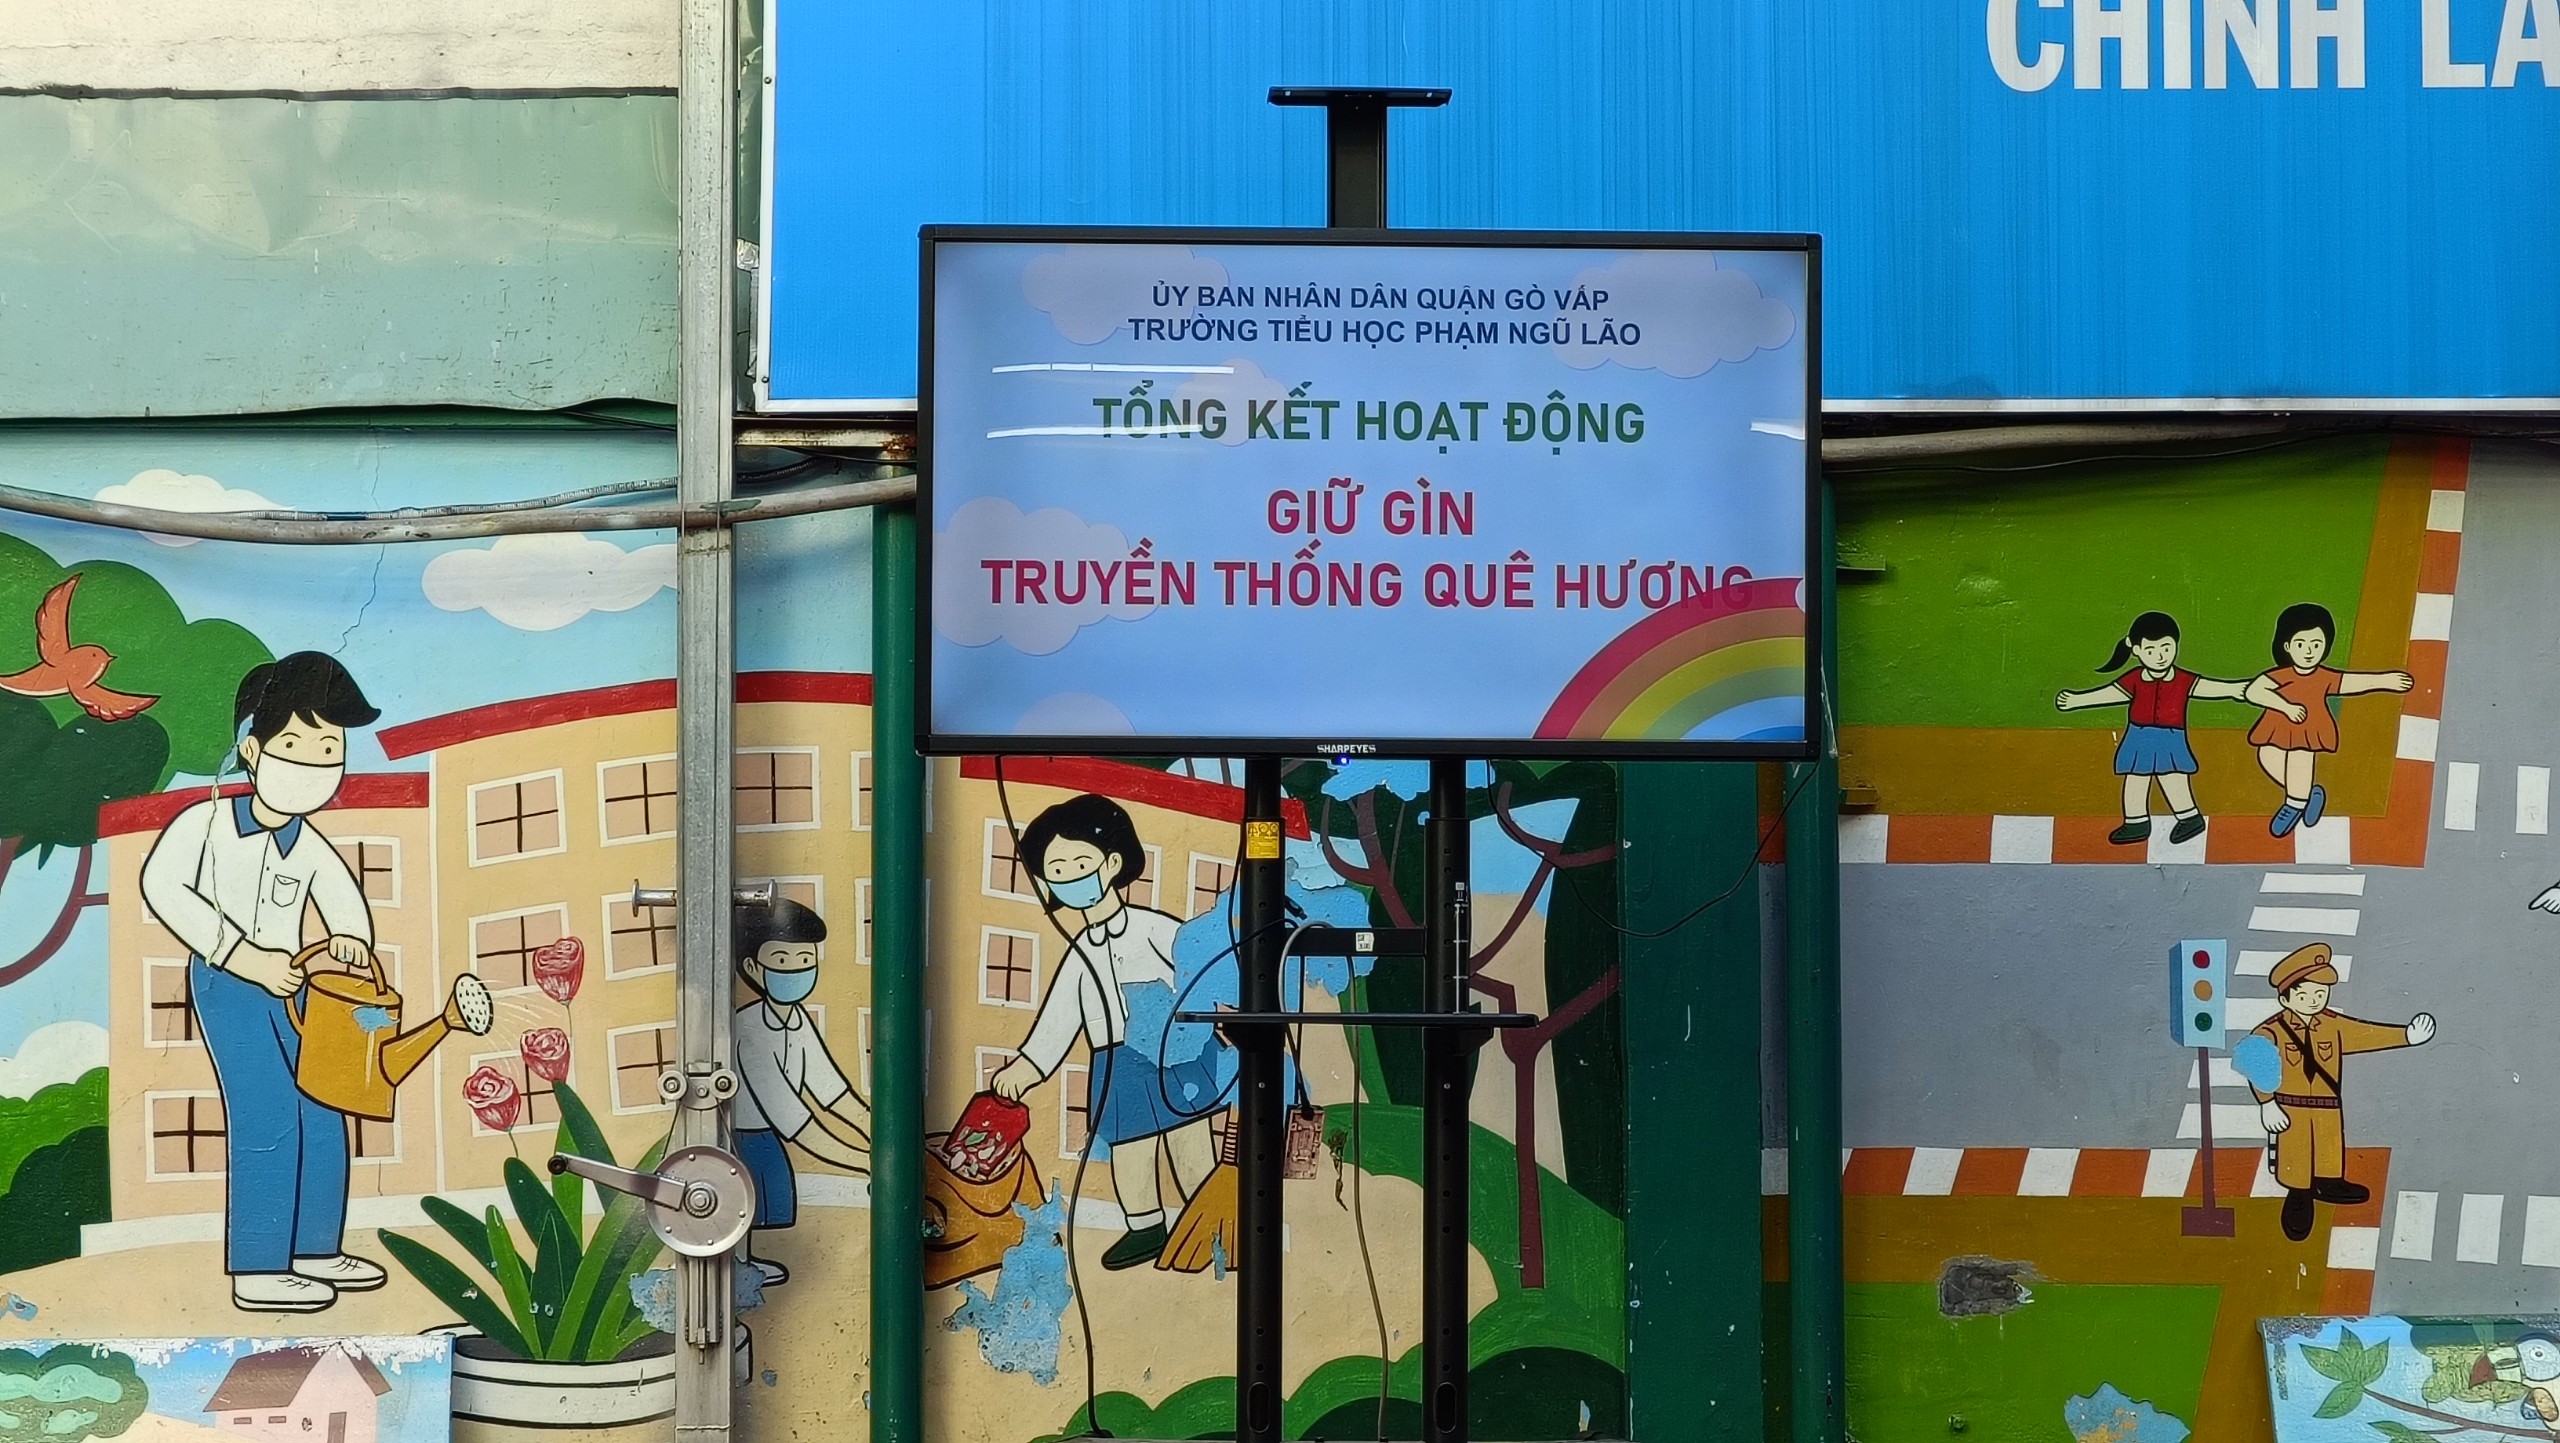 CHÍNH LÀ
ỦY BAN NHÂN DÂN QUẬN GÒ VẤP
TRƯỜNG TIỂU HỌC PHẠM NGŨ LÃO
TỔNG KẾT HOẠT ĐỘNG
GIỮ GÌN
TRUYỀN THỐNG QUÊ HƯƠNG
SHARPEYES